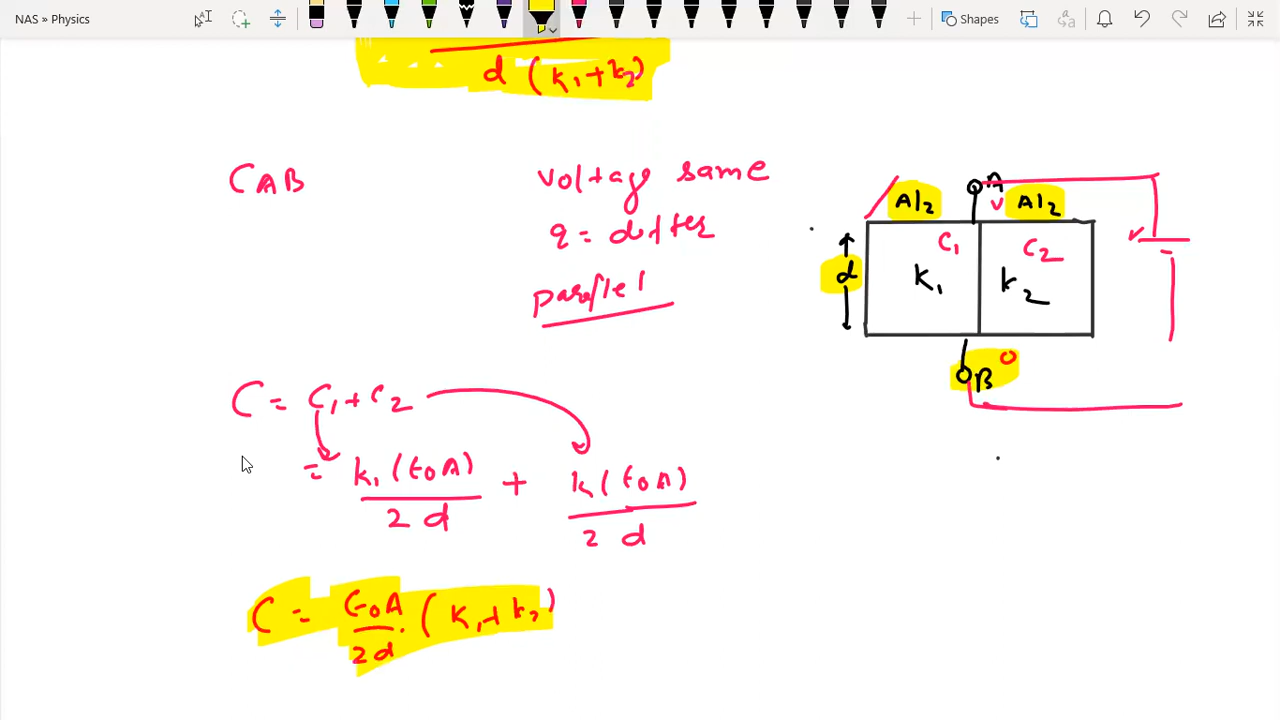 NAS » Physics
Shapes
d (k₁+k₂)
CAB
voltage same
q = differ
parallel
A|2
A
V
A|2
C₁
C₂
d
K₁
k₂
B
0
C = C₁+C₂
= k₁(ε₀A)/2d + k(ε₀A)/2d
C = ε₀A/2d · (K₁+k₂)